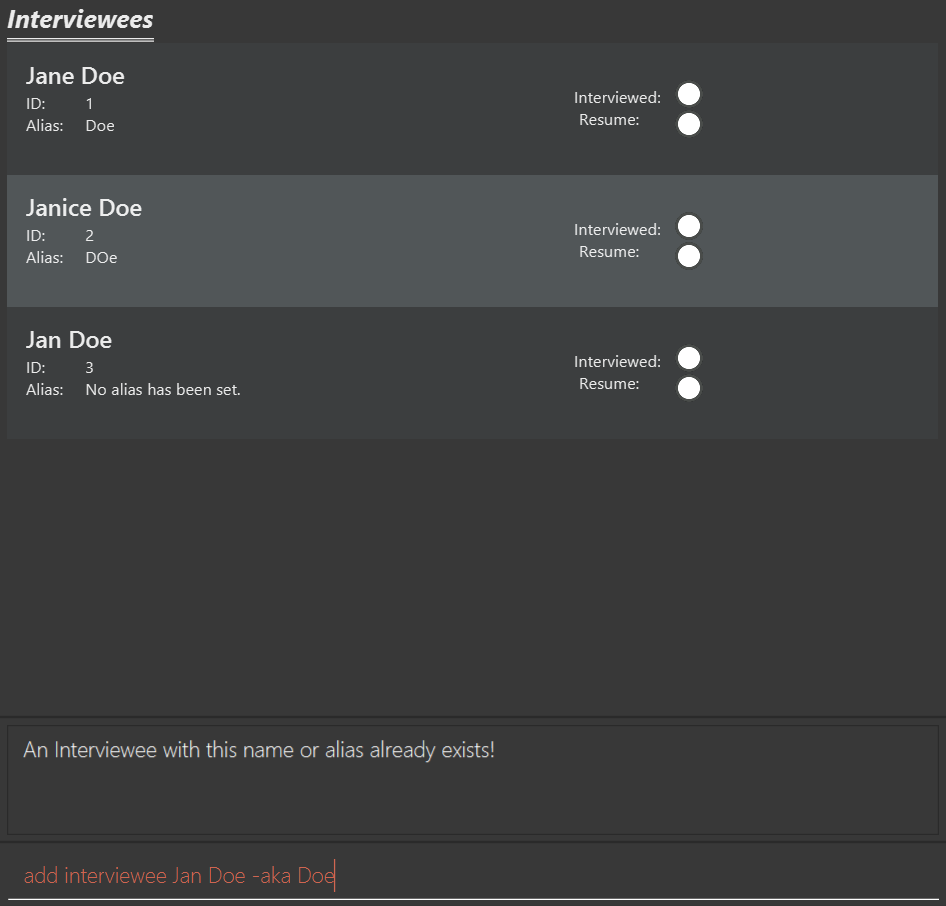 Interviewees
Jane Doe
ID: 1
Alias: Doe
Interviewed:
Resume:
Janice Doe
ID: 2
Alias: DOe
Interviewed:
Resume:
Jan Doe
ID: 3
Alias: No alias has been set.
Interviewed:
Resume:
An Interviewee with this name or alias already exists!
add interviewee Jan Doe -aka Doe